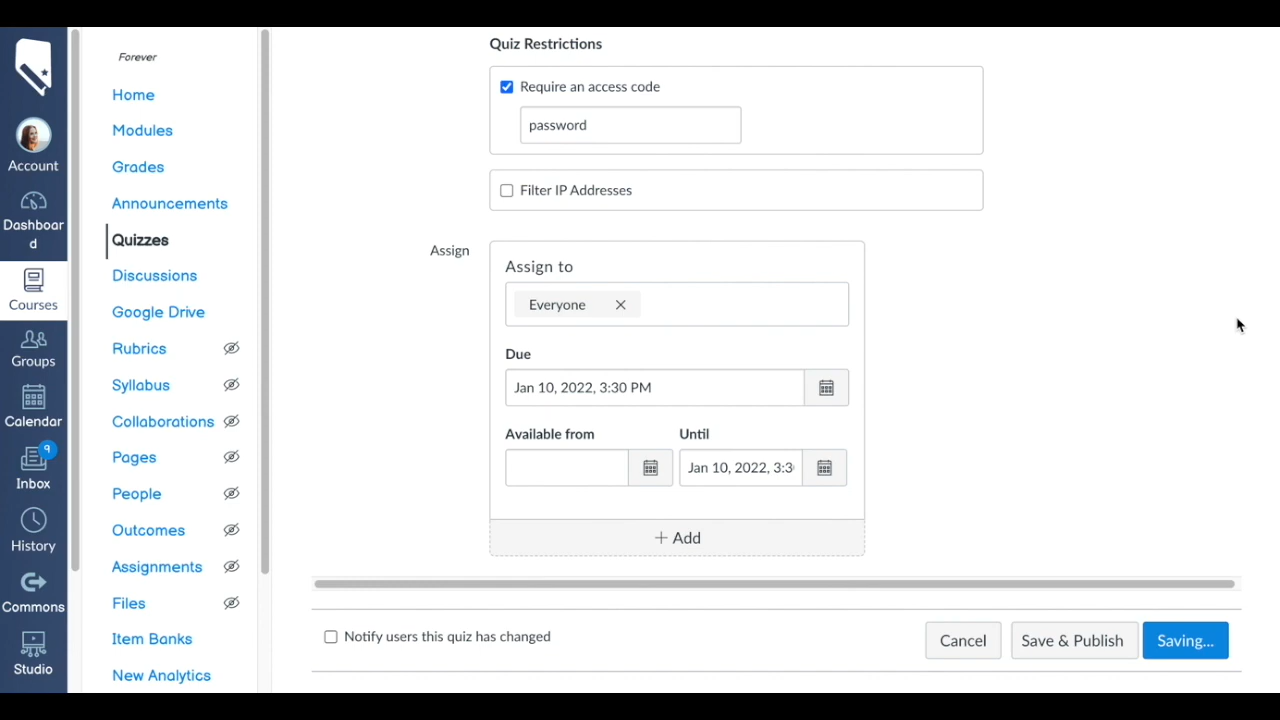 Account
Dashboar
d
Courses
Groups
Calendar
9
Inbox
History
Commons
Studio
Forever
Home
Modules
Grades
Announcements
Quizzes
Discussions
Google Drive
Rubrics
Syllabus
Collaborations
Pages
People
Outcomes
Assignments
Files
Item Banks
New Analytics
Quiz Restrictions
Require an access code
password
Filter IP Addresses
Assign
Assign to
Everyone
Due
Jan 10, 2022, 3:30 PM
Available from
Until
Jan 10, 2022, 3:3
+ Add
Notify users this quiz has changed
Cancel
Save & Publish
Saving...